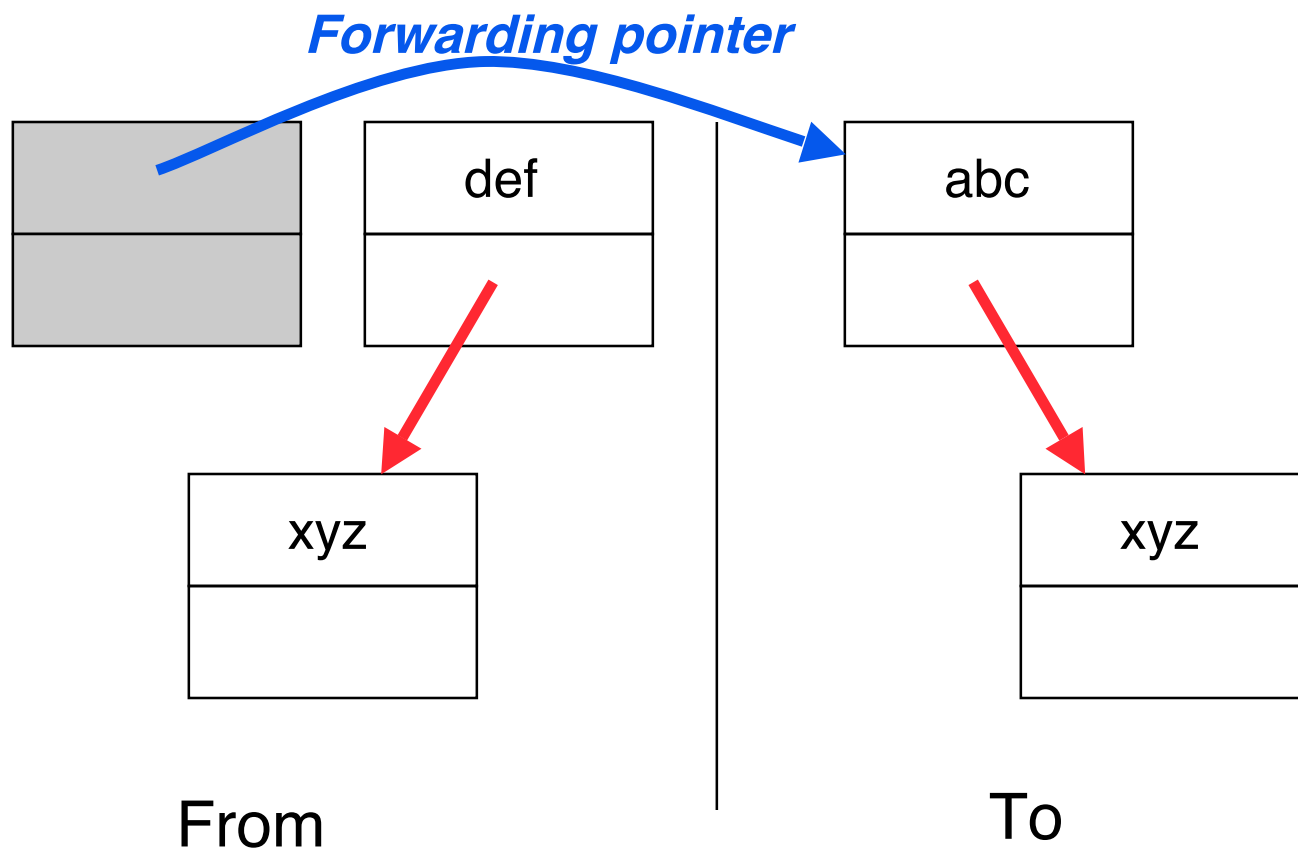 Forwarding pointer
def
abc
xyz
xyz
From
To